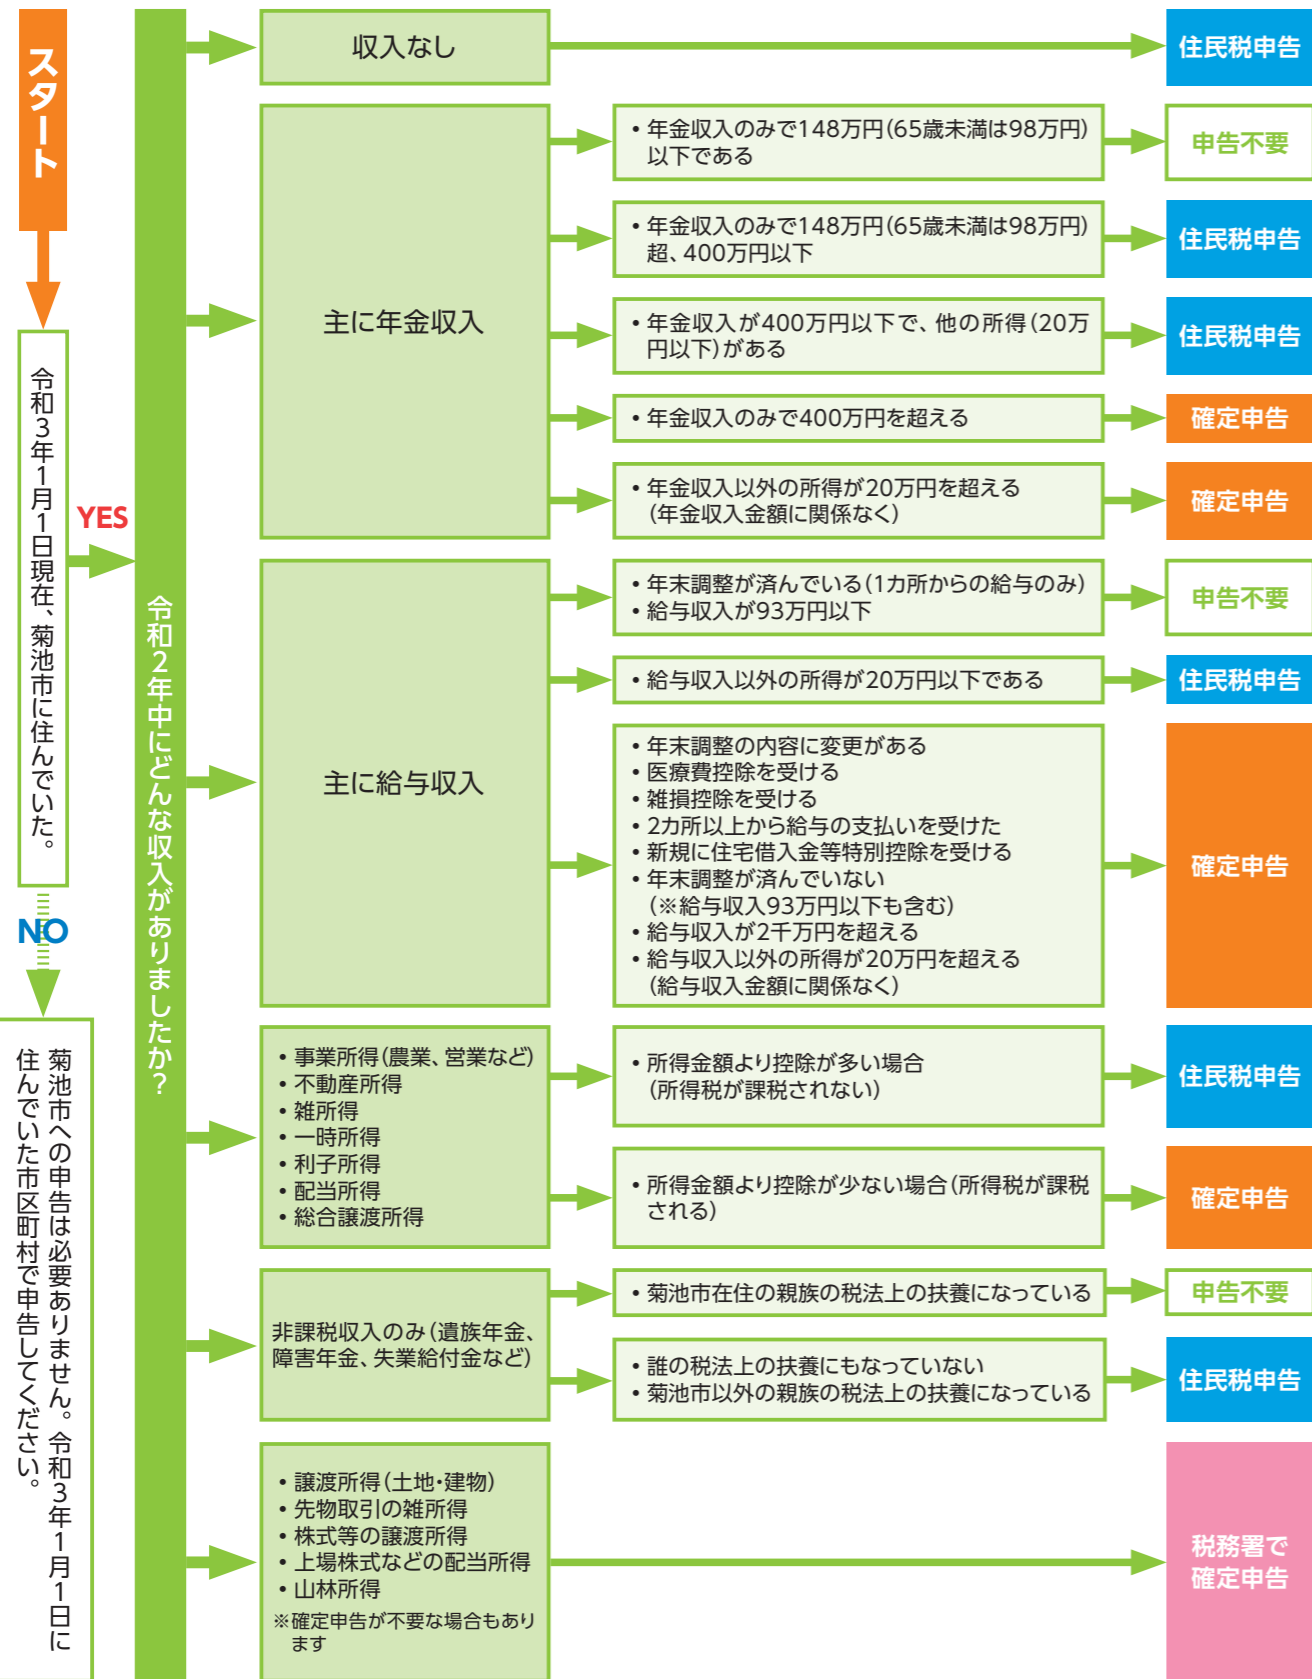 スタート
令和3年1月1日現在、菊池市に住んでいた。
YES
NO
菊池市への申告は必要ありません。令和3年1月1日に
住んでいた市区町村で申告してください。
令和2年中にどんな収入がありましたか？
収入なし
住民税申告
主に年金収入
・年金収入のみで148万円（65歳未満は98万円）
以下である
申告不要
・年金収入のみで148万円（65歳未満は98万円）
超、400万円以下
住民税申告
・年金収入が400万円以下で、他の所得（20万
円以下）がある
住民税申告
・年金収入のみで400万円を超える
確定申告
・年金収入以外の所得が20万円を超える
（年金収入金額に関係なく）
確定申告
主に給与収入
・年末調整が済んでいる（1カ所からの給与のみ）
・給与収入が93万円以下
申告不要
・給与収入以外の所得が20万円以下である
住民税申告
・年末調整の内容に変更がある
・医療費控除を受ける
・雑損控除を受ける
・2カ所以上から給与の支払いを受けた
・新規に住宅借入金等特別控除を受ける
・年末調整が済んでいない
（※給与収入93万円以下も含む）
・給与収入が2千万円を超える
・給与収入以外の所得が20万円を超える
（給与収入金額に関係なく）
確定申告
・事業所得（農業、営業など）
・不動産所得
・雑所得
・一時所得
・利子所得
・配当所得
・総合譲渡所得
・所得金額より控除が多い場合
（所得税が課税されない）
住民税申告
・所得金額より控除が少ない場合（所得税が課税
される）
確定申告
非課税収入のみ（遺族年金、
障害年金、失業給付金など）
・菊池市在住の親族の税法上の扶養になっている
申告不要
・誰の税法上の扶養にもなっていない
・菊池市以外の親族の税法上の扶養になっている
住民税申告
・譲渡所得（土地・建物）
・先物取引の雑所得
・株式等の譲渡所得
・上場株式などの配当所得
・山林所得
※確定申告が不要な場合もあり
ます
税務署で
確定申告